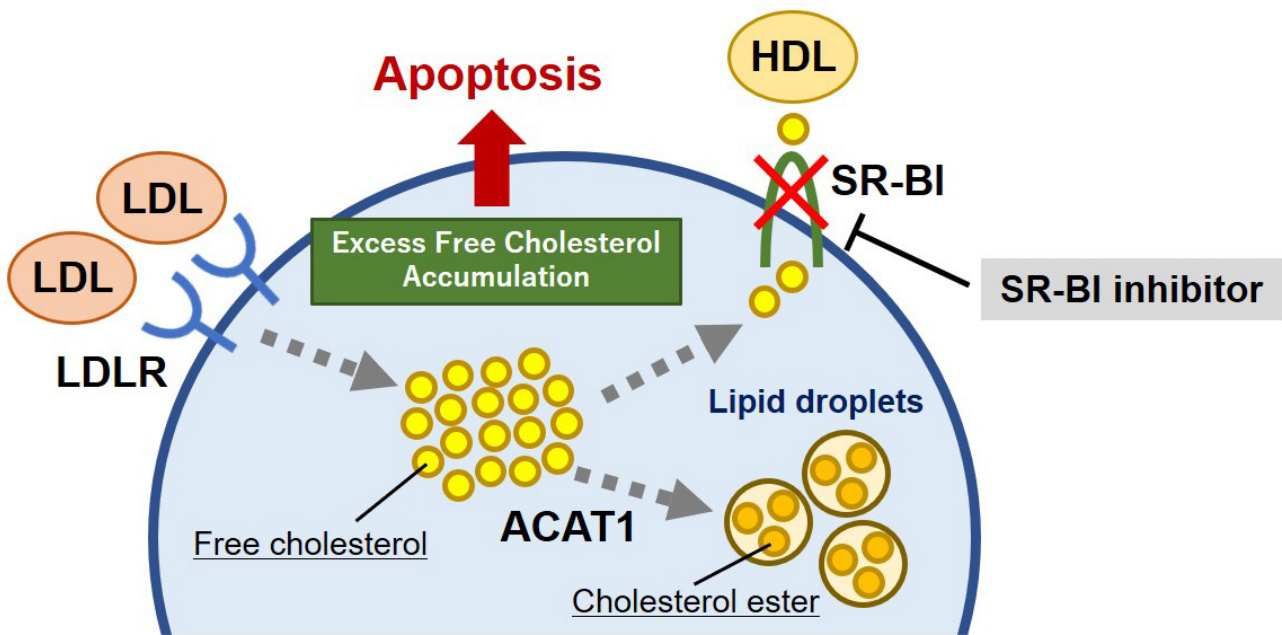 HDL
Apoptosis
SR-BI
LDL
LDL
Excess Free Cholesterol
Accumulation
SR-BI inhibitor
LDLR
Lipid droplets
ACAT1
Free cholesterol
Cholesterol ester